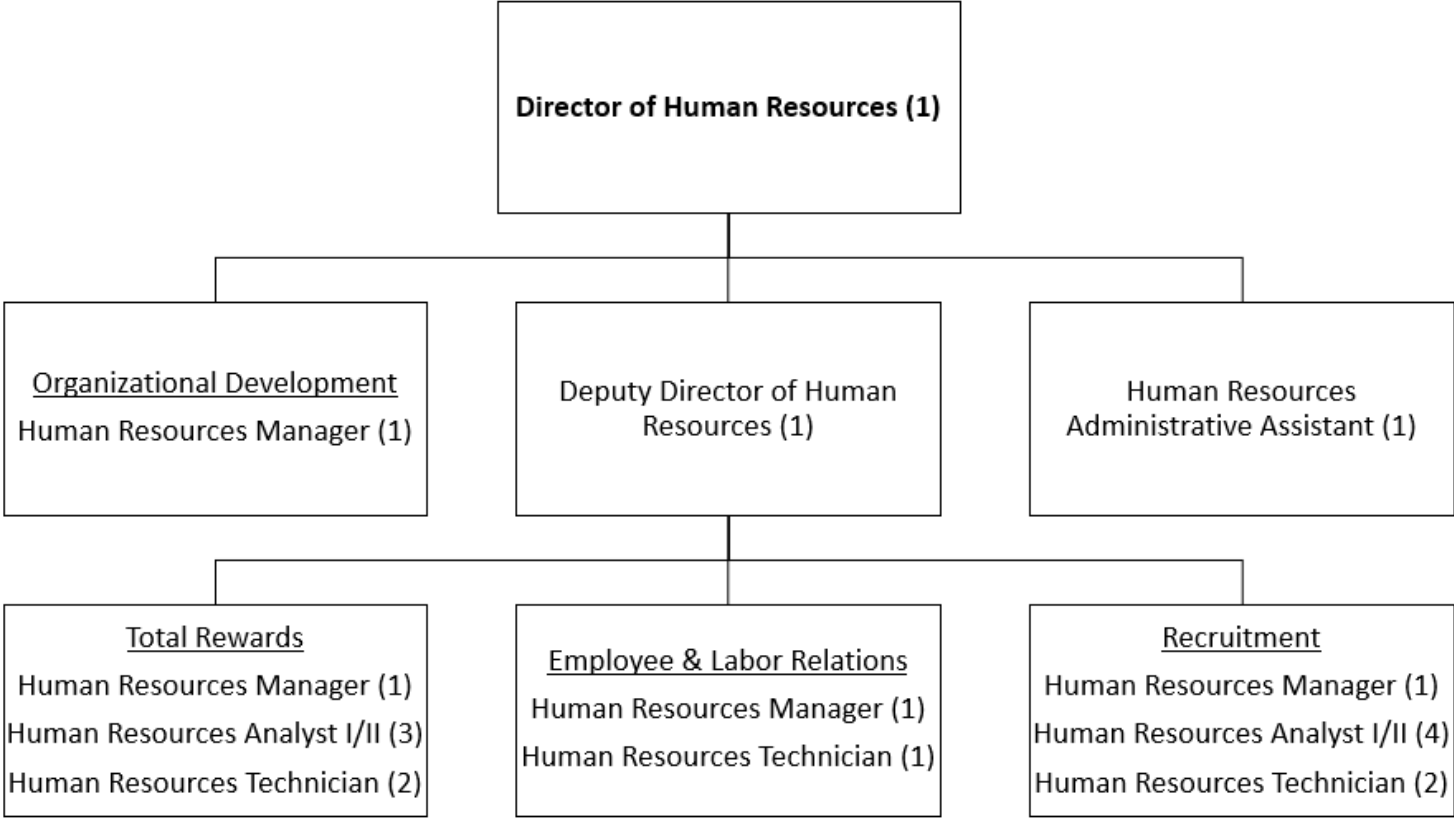 Director of Human Resources (1)
Organizational Development
Human Resources Manager (1)
Deputy Director of Human
Resources (1)
Human Resources
Administrative Assistant (1)
Total Rewards
Human Resources Manager (1)
Human Resources Analyst I/II (3)
Human Resources Technician (2)
Employee & Labor Relations
Human Resources Manager (1)
Human Resources Technician (1)
Recruitment
Human Resources Manager (1)
Human Resources Analyst I/II (4)
Human Resources Technician (2)